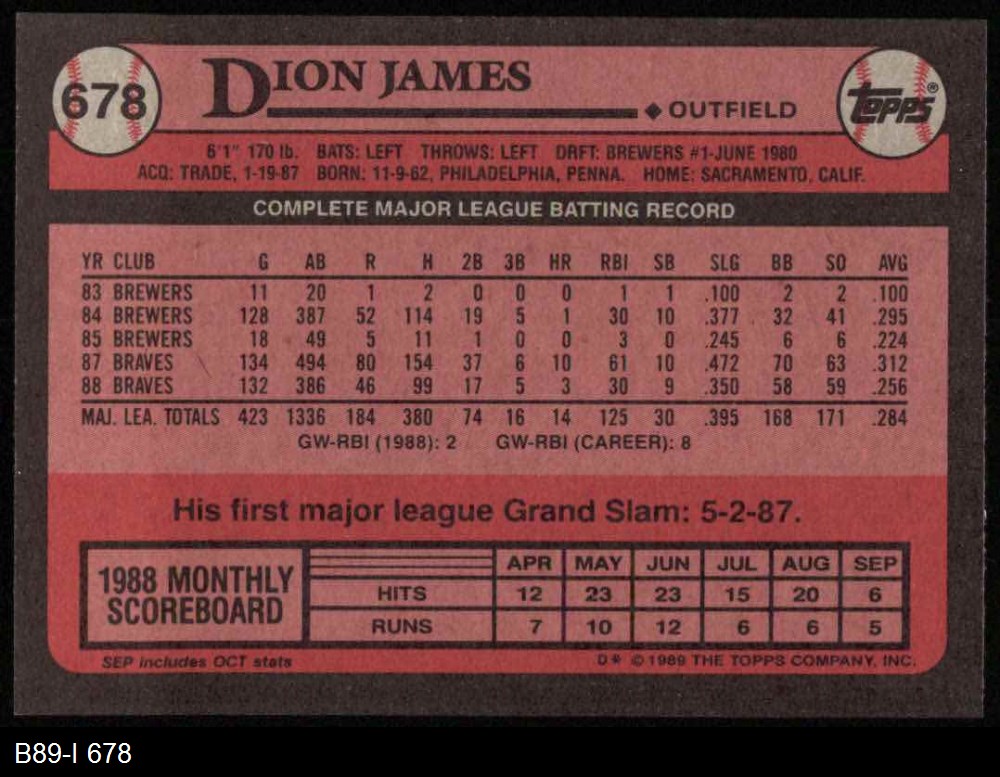 678
DION JAMES
◆ OUTFIELD
TOPPS®
6'1" 170 lb. BATS: LEFT THROWS: LEFT DRFT: BREWERS #1-JUNE 1980
ACQ: TRADE, 1-19-87 BORN: 11-9-62, PHILADELPHIA, PENNA. HOME: SACRAMENTO, CALIF.
COMPLETE MAJOR LEAGUE BATTING RECORD
YR CLUB G AB R H 2B 3B HR RBI SB SLG BB SO AVG
83 BREWERS 11 20 1 2 0 0 0 1 1 .100 2 2 .100
84 BREWERS 128 387 52 114 19 5 1 30 10 .377 32 41 .295
85 BREWERS 18 49 5 11 1 0 0 3 0 .245 6 6 .224
87 BRAVES 134 494 80 154 37 6 10 61 10 .472 70 63 .312
88 BRAVES 132 386 46 99 17 5 3 30 9 .350 58 59 .256
MAJ. LEA. TOTALS 423 1336 184 380 74 16 14 125 30 .395 168 171 .284
GW-RBI (1988): 2 GW-RBI (CAREER): 8
His first major league Grand Slam: 5-2-87.
1988 MONTHLY SCOREBOARD
APR MAY JUN JUL AUG SEP
HITS 12 23 23 15 20 6
RUNS 7 10 12 6 6 5
SEP includes OCT stats
D* © 1989 THE TOPPS COMPANY, INC.
B89-I 678